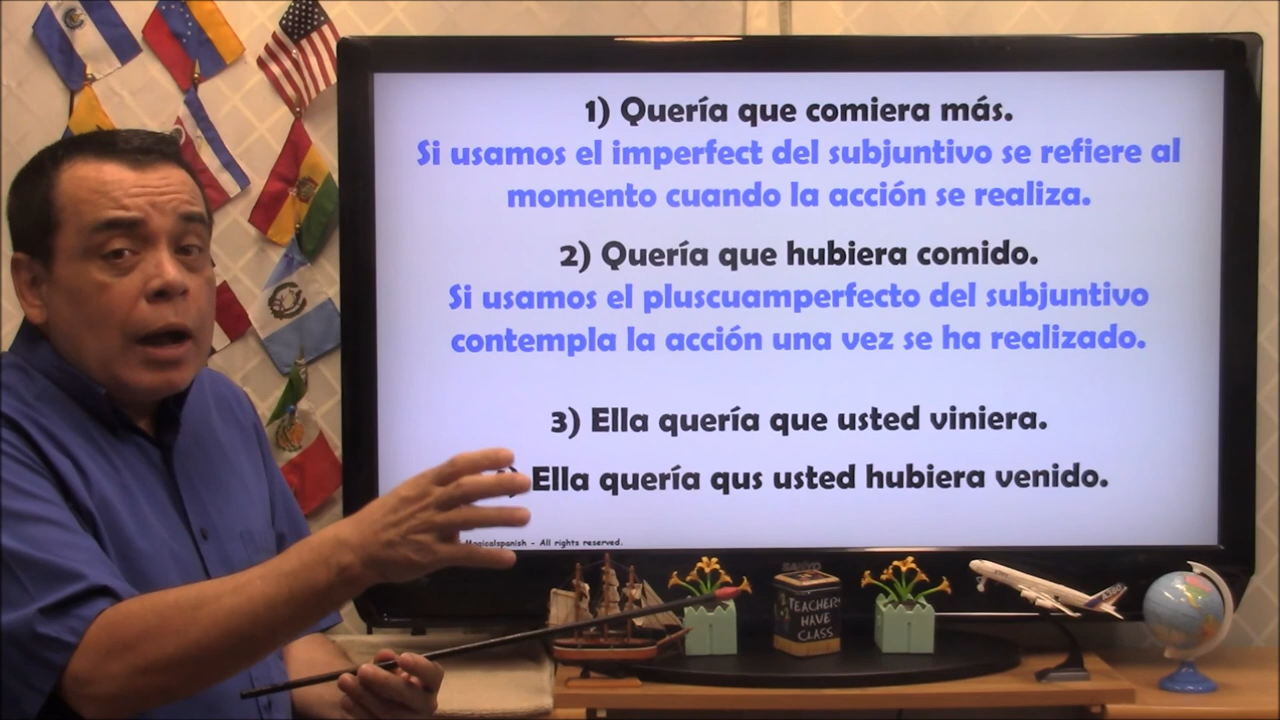 1) Quería que comiera más.
Si usamos el imperfect del subjuntivo se refiere al
momento cuando la acción se realiza.
2) Quería que hubiera comido.
Si usamos el pluscuamperfecto del subjuntivo
contempla la acción una vez se ha realizado.
3) Ella quería que usted viniera.
Ella quería qus usted hubiera venido.
Magicalspanish - All rights reserved.
SANYO
TEACHERS
HAVE
CLASS
A380